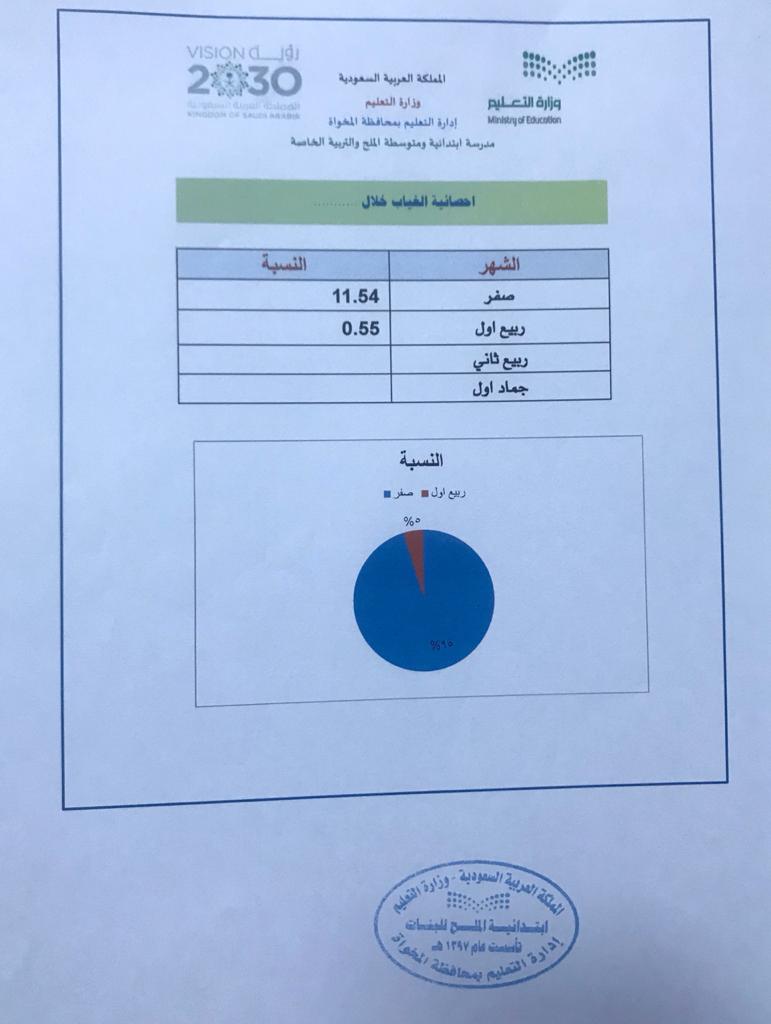 VISION رؤيــة
2030
المملكة العربية السعودية
KINGDOM OF SAUDI ARABIA
وزارة التعليم
Ministry of Education
المملكة العربية السعودية
وزارة التعليم
إدارة التعليم بمحافظة المخواة
مدرسة ابتدائية ومتوسطة الملح والتربية الخاصة
احصائية الغياب خلال ..........
الشهر النسبة
صفر 11.54
ربيع اول 0.55
ربيع ثاني
جماد اول
النسبة
صفر ربيع اول
%٥
%٩٥
المملكة العربية السعودية - وزارة التعليم
ابتدائية الملح للبنات
تأسست عام ١٣٩٧ هـ
إدارة التعليم بمحافظة المخواة